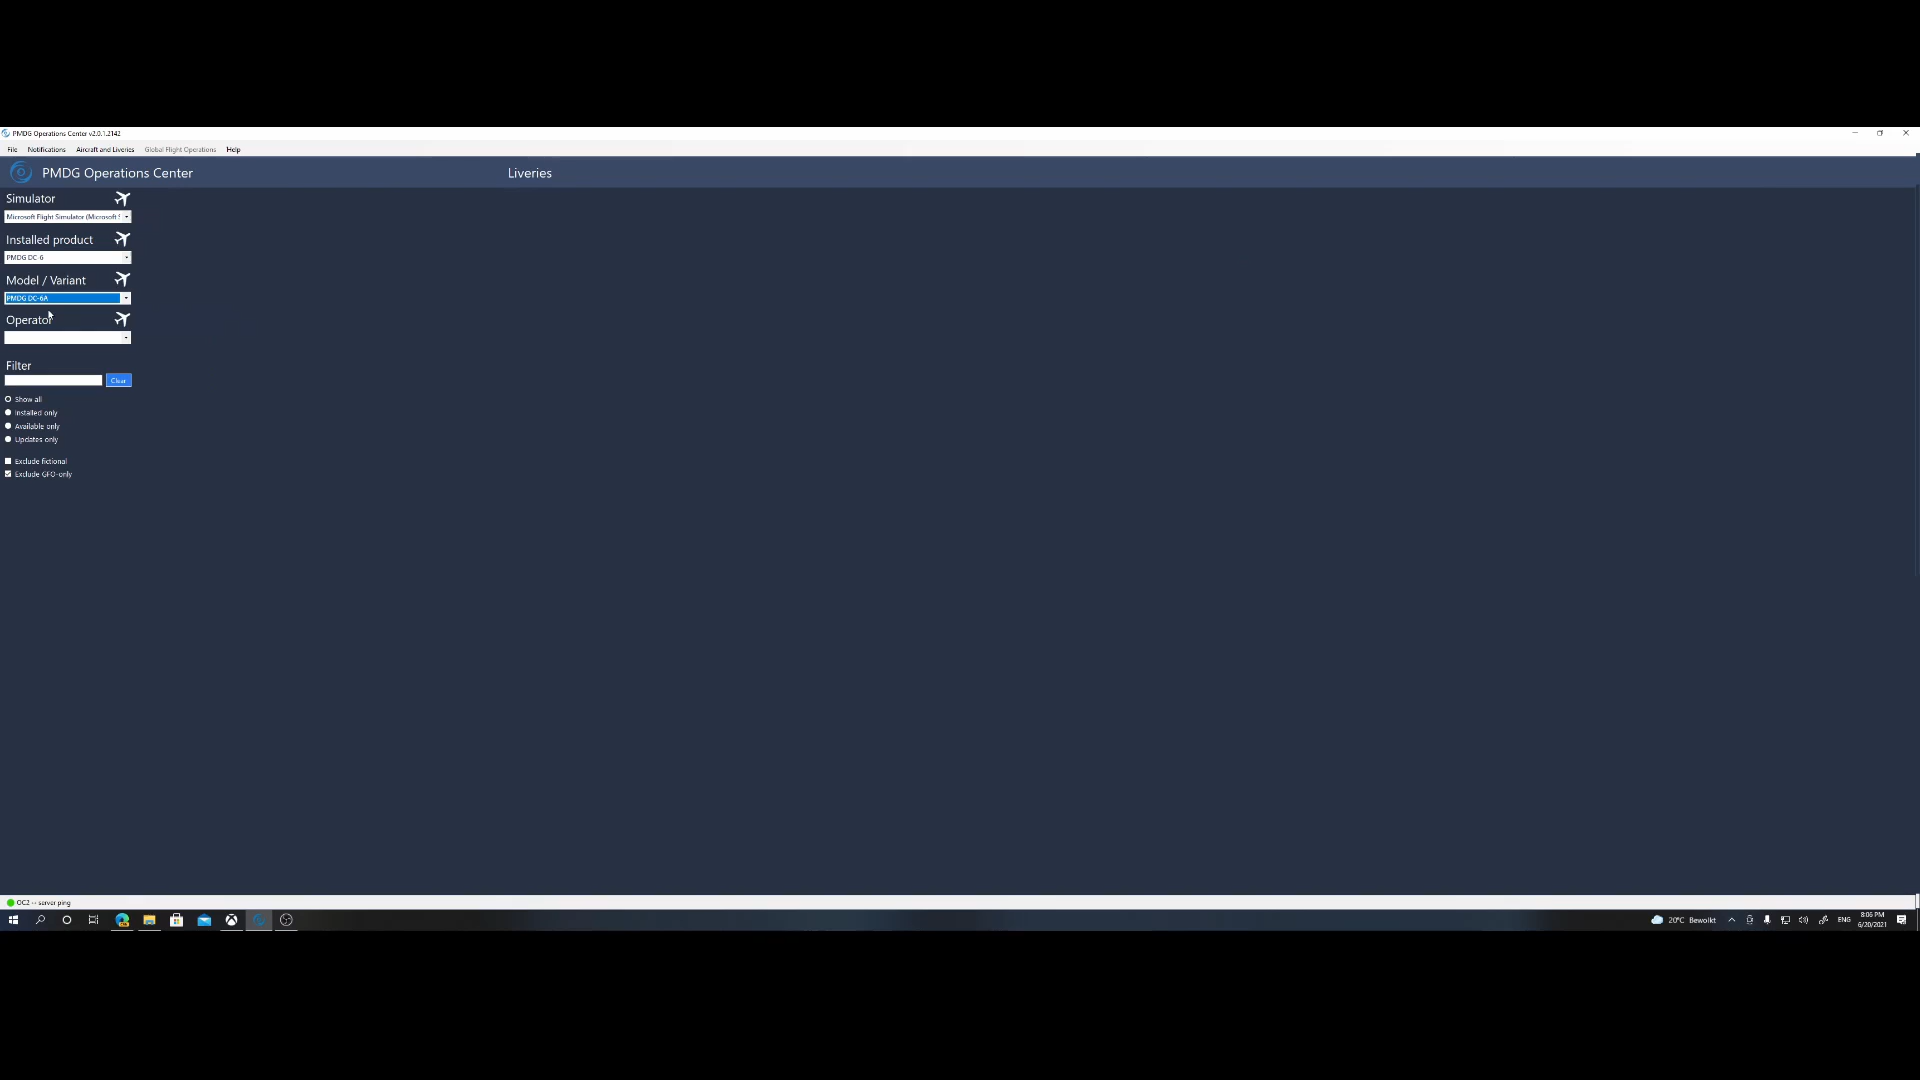 PMDG Operations Center v2.0.1.2142
File Notifications Aircraft and Liveries Global Flight Operations Help
PMDG Operations Center Liveries
Simulator
Microsoft Flight Simulator (Microsoft S
Installed product
PMDG DC-6
Model / Variant
PMDG DC-6A
Operator
Filter
Clear
Show all
Installed only
Available only
Updates only
Exclude fictional
Exclude GFO-only
OC2 -- server ping
20°C Bewolkt ENG 8:06 PM
6/20/2021